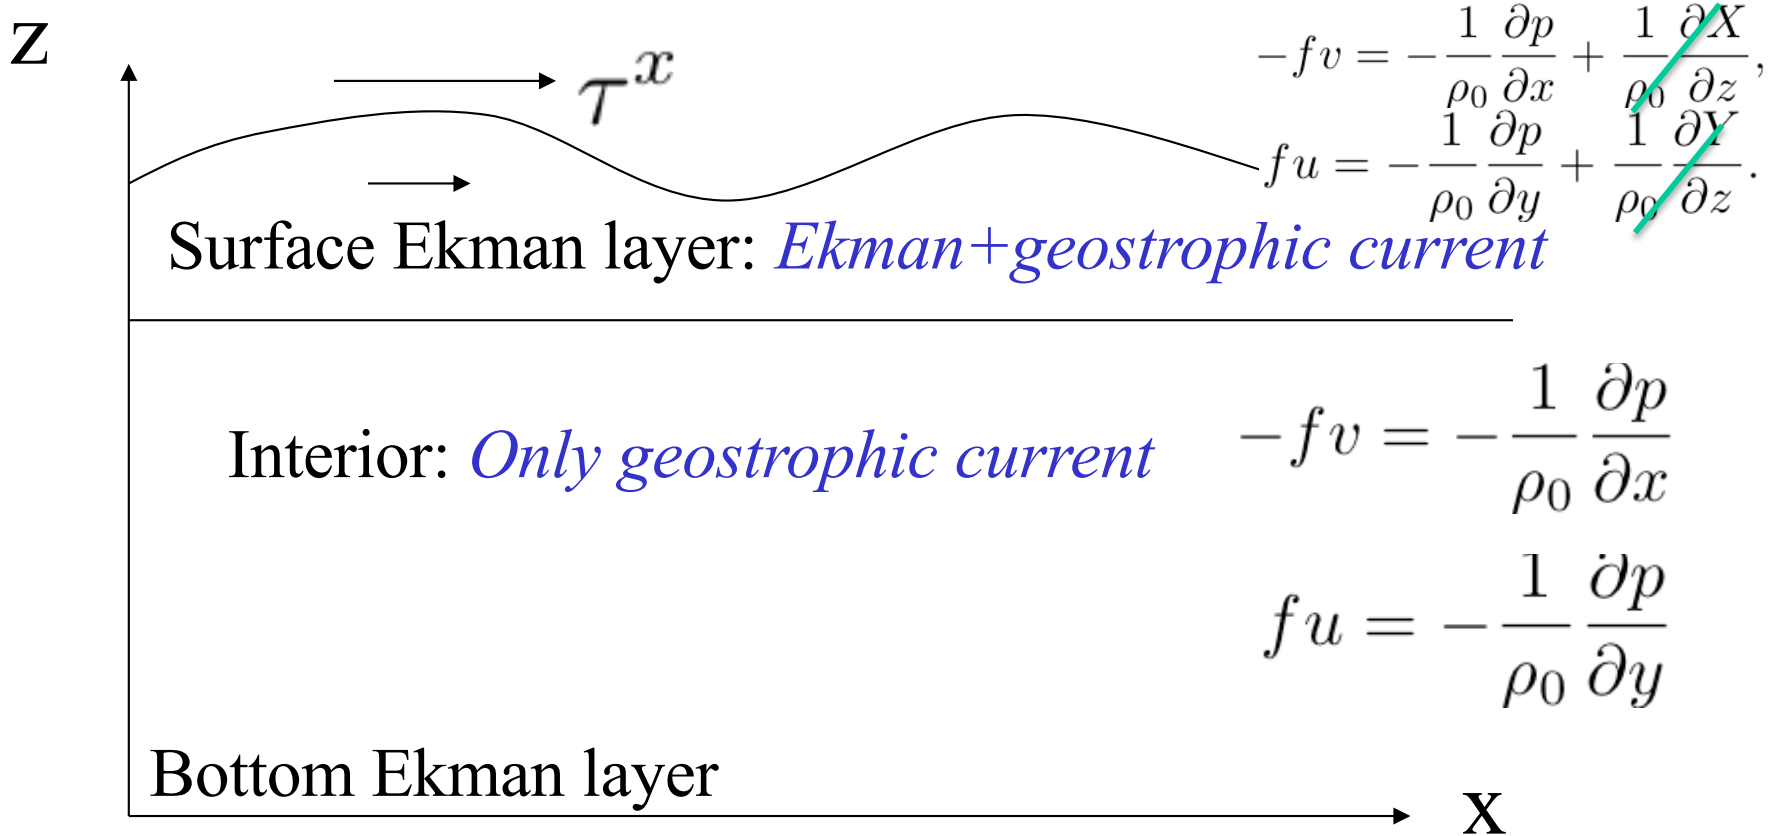 z
τ^x
−fv = −(1/ρ₀)(∂p/∂x) + (1/ρ₀)(∂X/∂z),
fu = −(1/ρ₀)(∂p/∂y) + (1/ρ₀)(∂Y/∂z).
Surface Ekman layer: Ekman+geostrophic current
Interior: Only geostrophic current
−fv = −(1/ρ₀)(∂p/∂x)
fu = −(1/ρ₀)(∂p/∂y)
Bottom Ekman layer
x